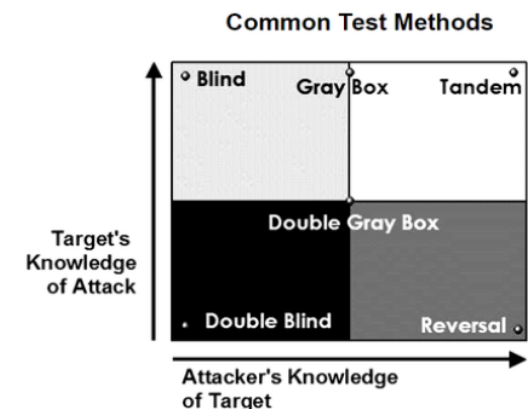 Common Test Methods
Blind
Gray Box
Tandem
Double Gray Box
Target's
Knowledge
of Attack
Double Blind
Reversal
Attacker's Knowledge
of Target